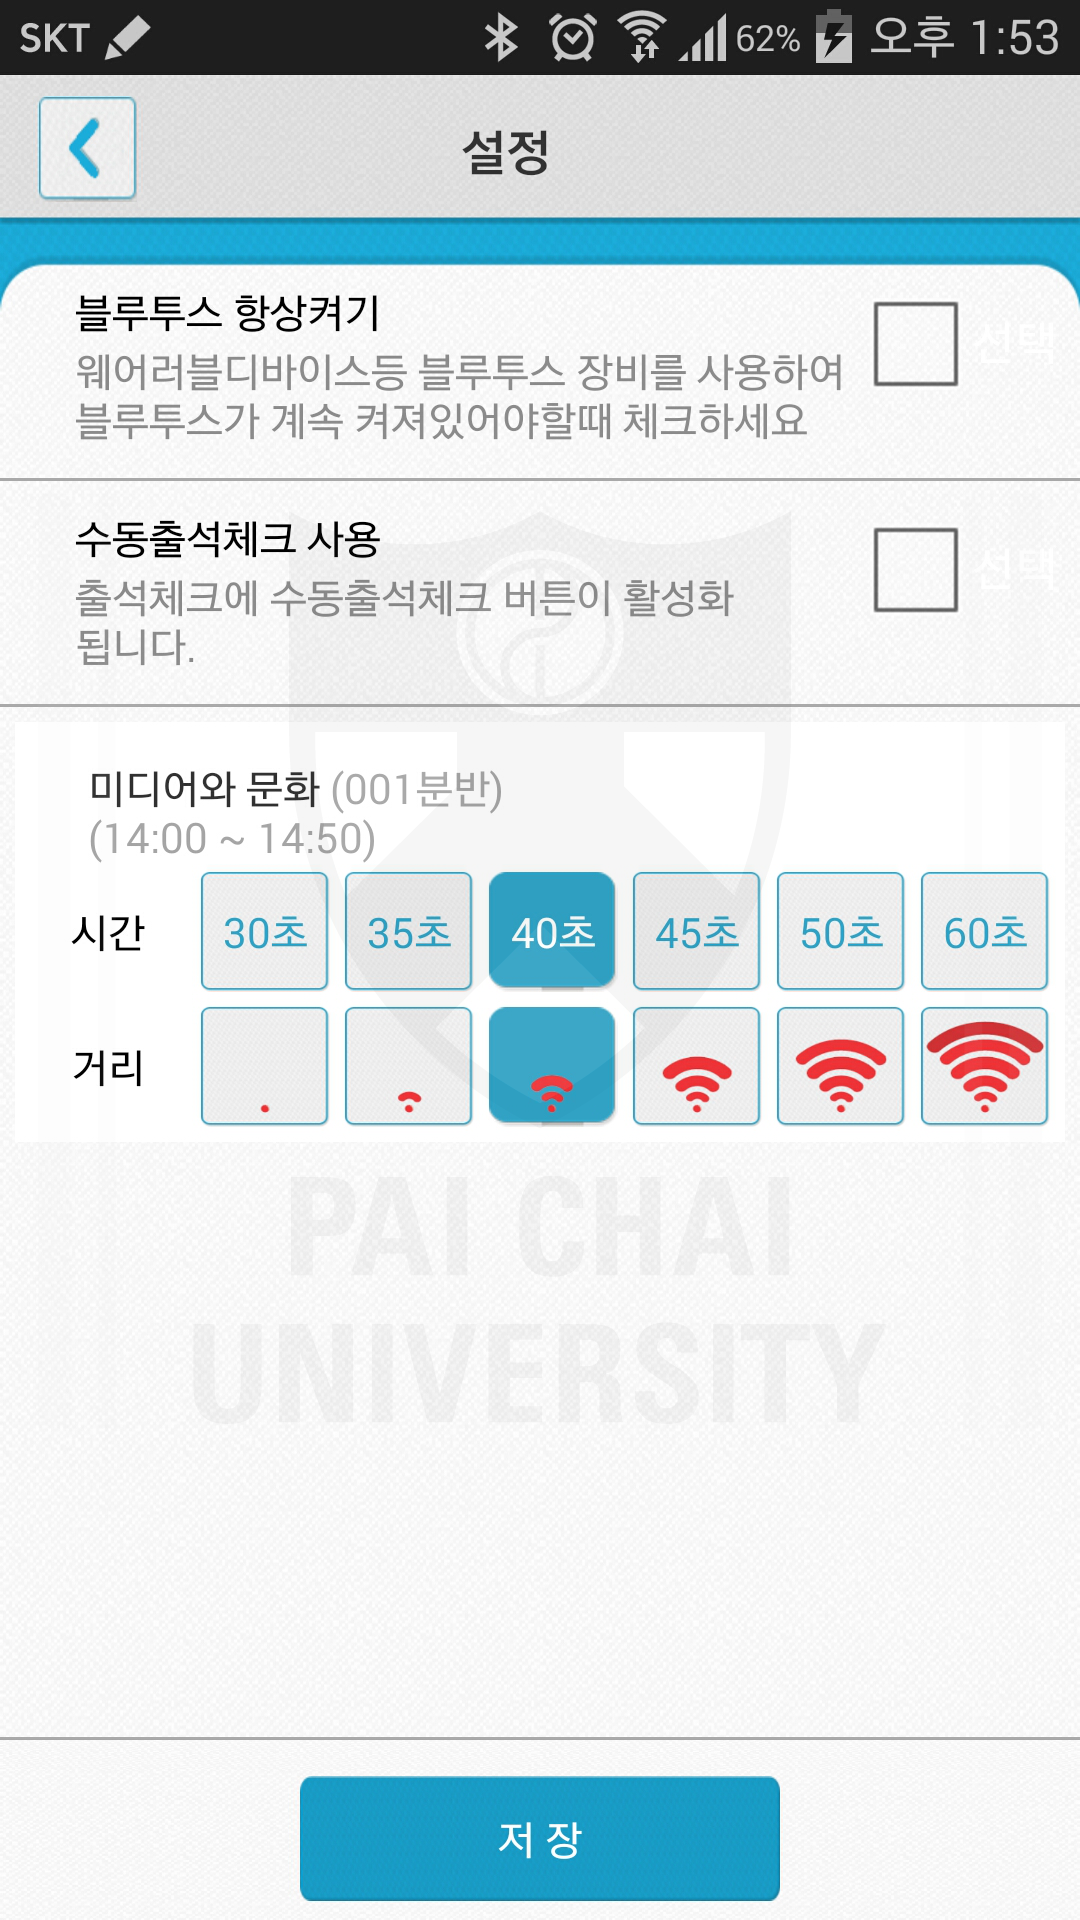 SKT 62% 오후 1:53
설정
블루투스 항상켜기
선택
웨어러블디바이스등 블루투스 장비를 사용하여
블루투스가 계속 켜져있어야할때 체크하세요
수동출석체크 사용
선택
출석체크에 수동출석체크 버튼이 활성화
됩니다.
미디어와 문화 (001분반)
(14:00 ~ 14:50)
시간 30초 35초 40초 45초 50초 60초
거리
PAI CHAI
UNIVERSITY
저 장